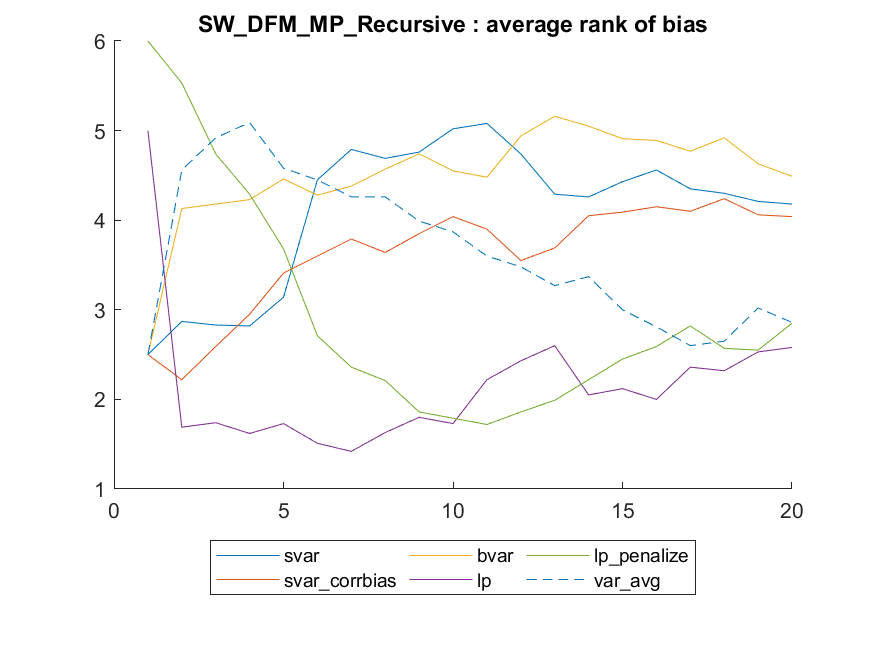 SW_DFM_MP_Recursive : average rank of bias
6
5
4
3
2
1
0 5 10 15 20
svar bvar lp_penalize
svar_corrbias lp var_avg